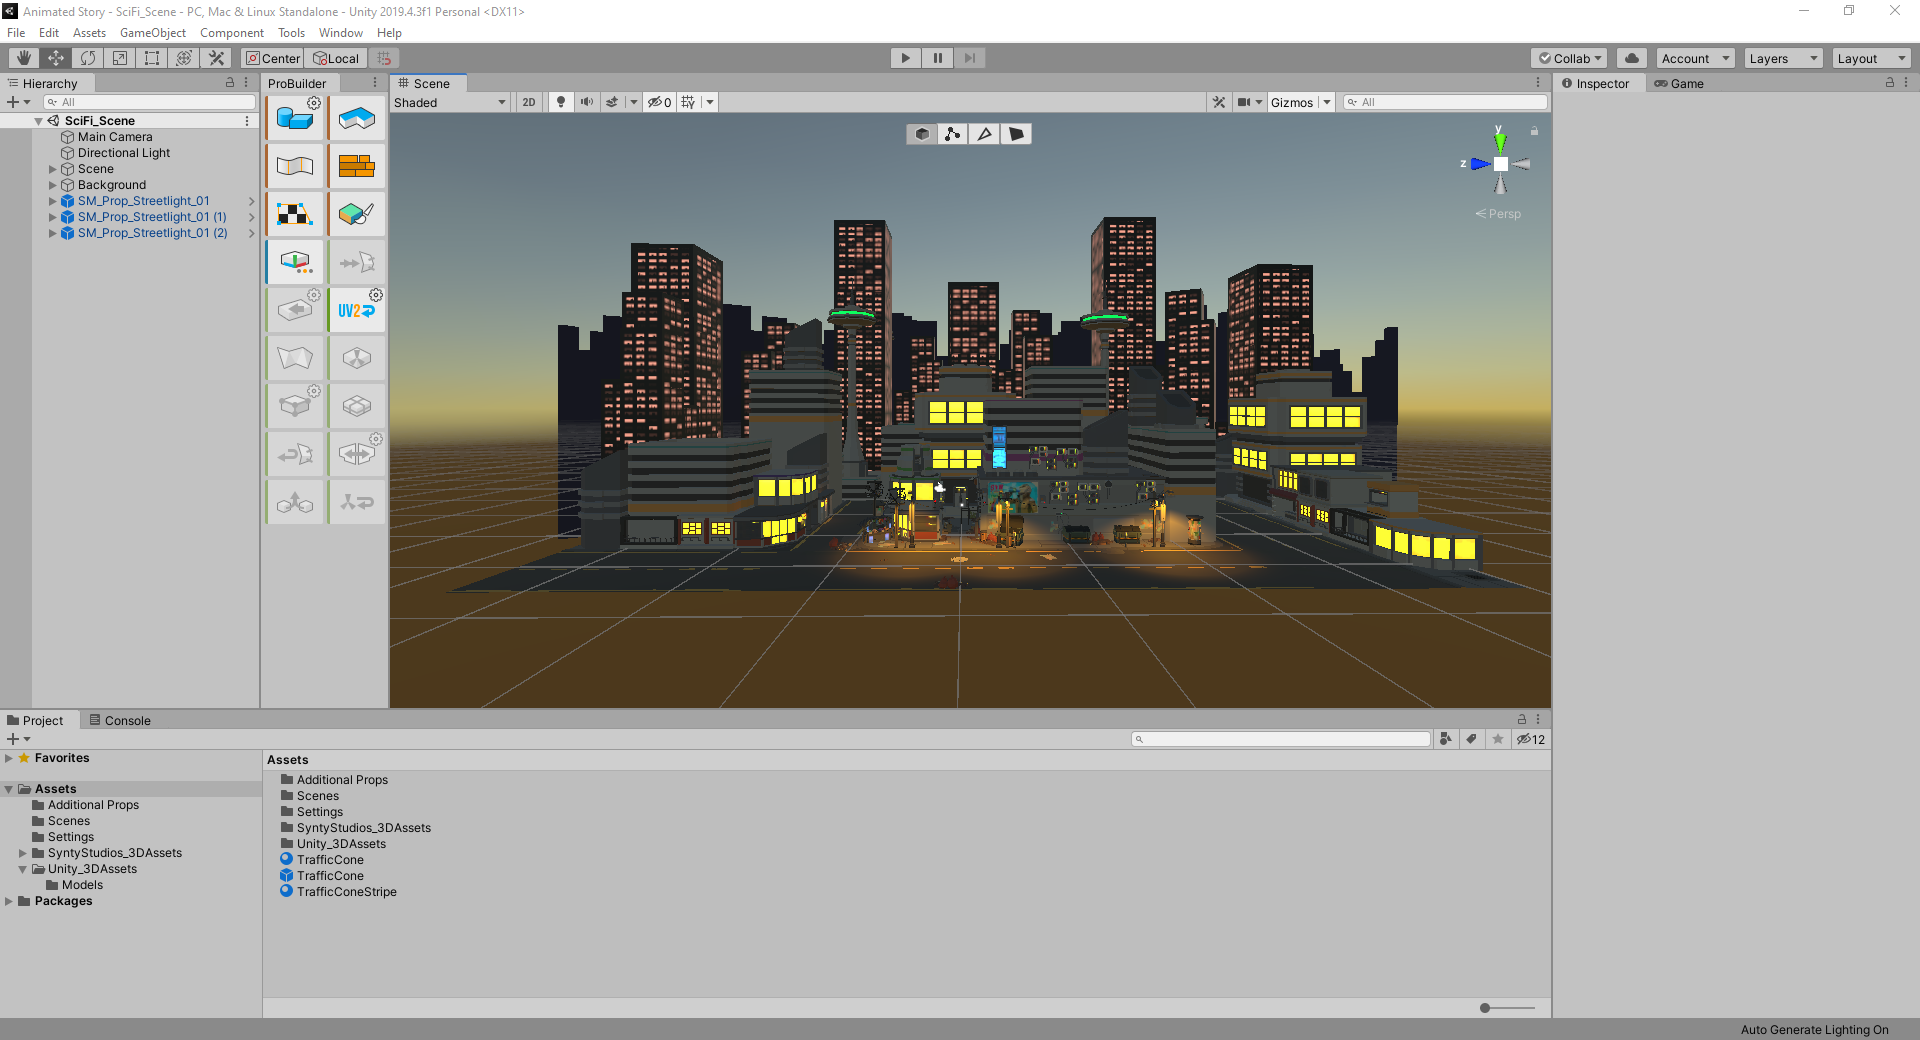 Animated Story - SciFi_Scene - PC, Mac & Linux Standalone - Unity 2019.4.3f1 Personal <DX11>
File Edit Assets GameObject Component Tools Window Help
Center Local Collab Account Layers Layout
Hierarchy
ProBuilder
Scene
Inspector
Game
All
Shaded
2D
0
Gizmos
All
SciFi_Scene
Main Camera
Directional Light
Scene
Background
SM_Prop_Streetlight_01
SM_Prop_Streetlight_01 (1)
SM_Prop_Streetlight_01 (2)
UV2
y
z
Persp
Project
Console
12
Favorites
Assets
Additional Props
Scenes
Settings
SyntyStudios_3DAssets
Unity_3DAssets
Models
Packages
Assets
Additional Props
Scenes
Settings
SyntyStudios_3DAssets
Unity_3DAssets
TrafficCone
TrafficCone
TrafficConeStripe
Auto Generate Lighting On